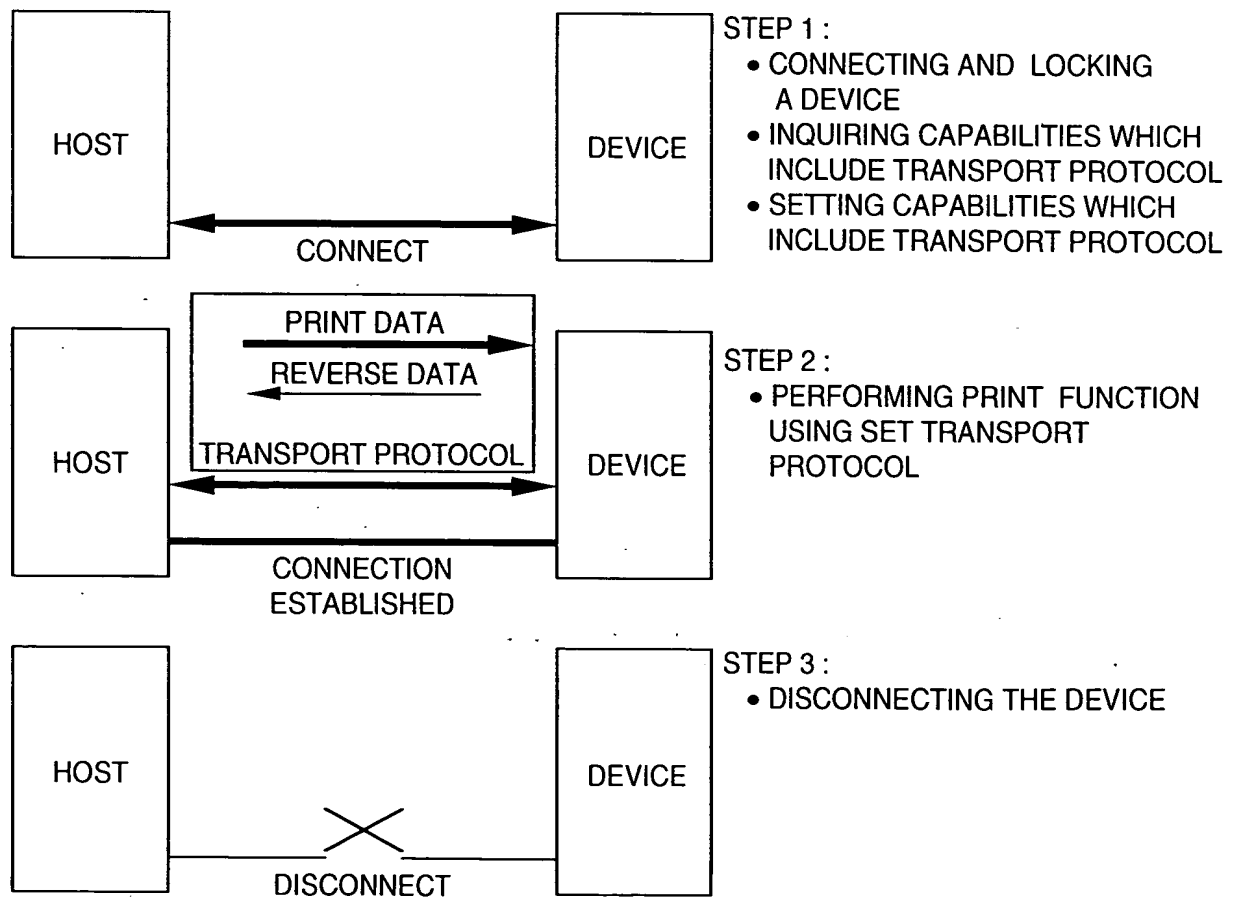 HOST
DEVICE
CONNECT
STEP 1 :
• CONNECTING AND LOCKING
A DEVICE
• INQUIRING CAPABILITIES WHICH
INCLUDE TRANSPORT PROTOCOL
• SETTING CAPABILITIES WHICH
INCLUDE TRANSPORT PROTOCOL
PRINT DATA
REVERSE DATA
TRANSPORT PROTOCOL
HOST
DEVICE
CONNECTION
ESTABLISHED
STEP 2 :
• PERFORMING PRINT FUNCTION
USING SET TRANSPORT
PROTOCOL
HOST
DEVICE
DISCONNECT
STEP 3 :
• DISCONNECTING THE DEVICE